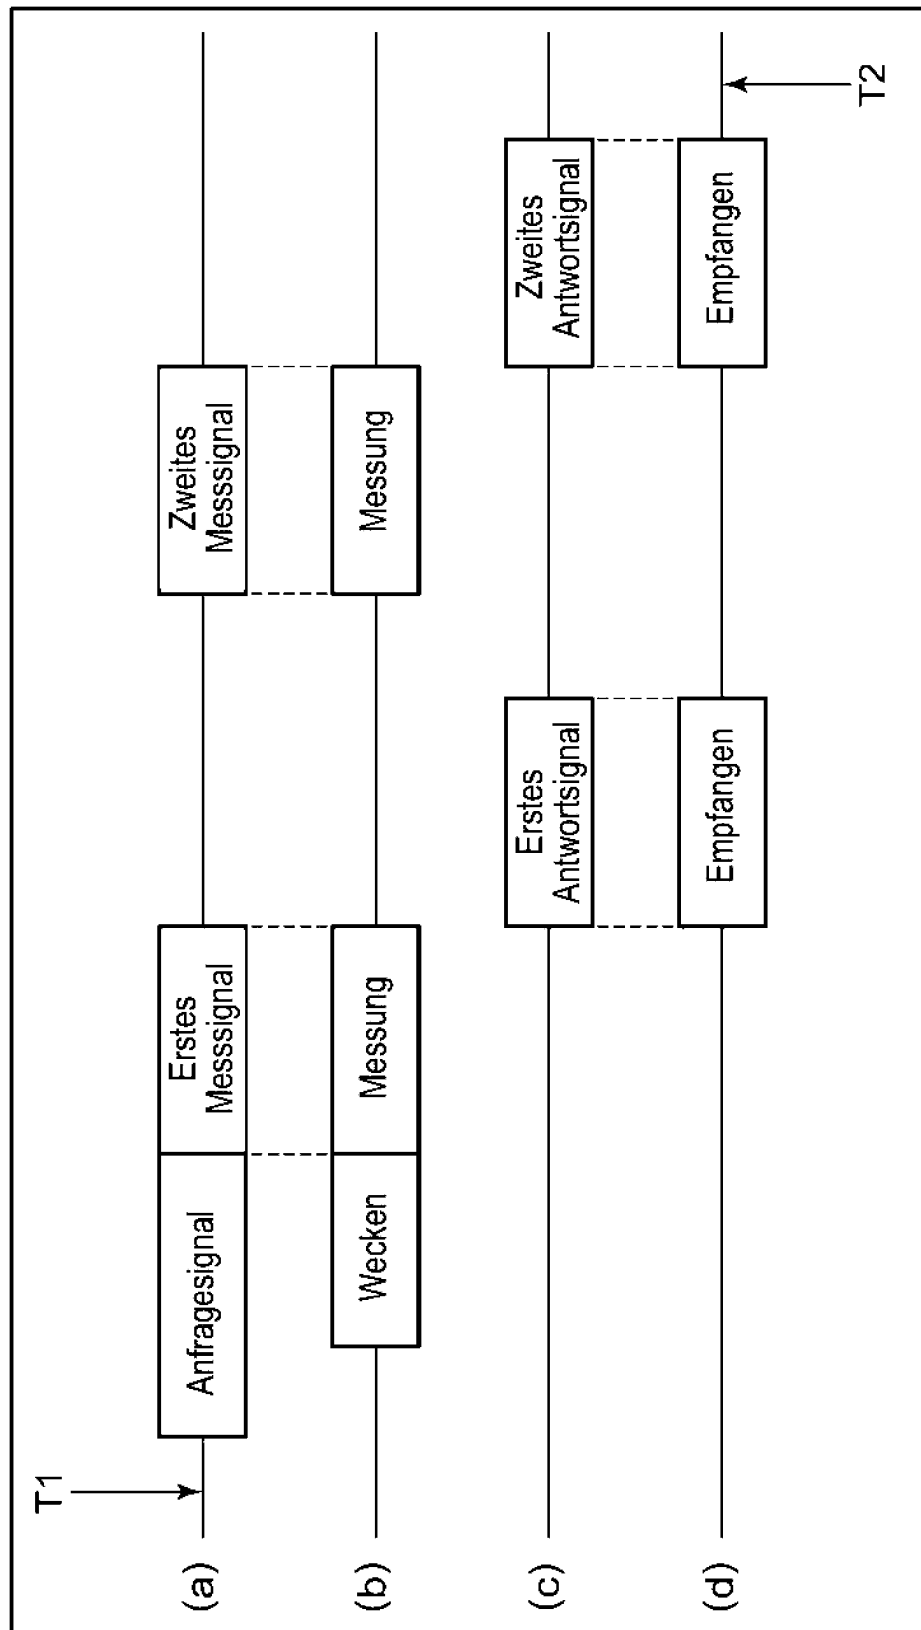 T1
(a)
Anfragesignal
Erstes
Messsignal
Zweites
Messsignal
(b)
Wecken
Messung
Messung
(c)
Erstes
Antwortsignal
Zweites
Antwortsignal
(d)
Empfangen
Empfangen
T2